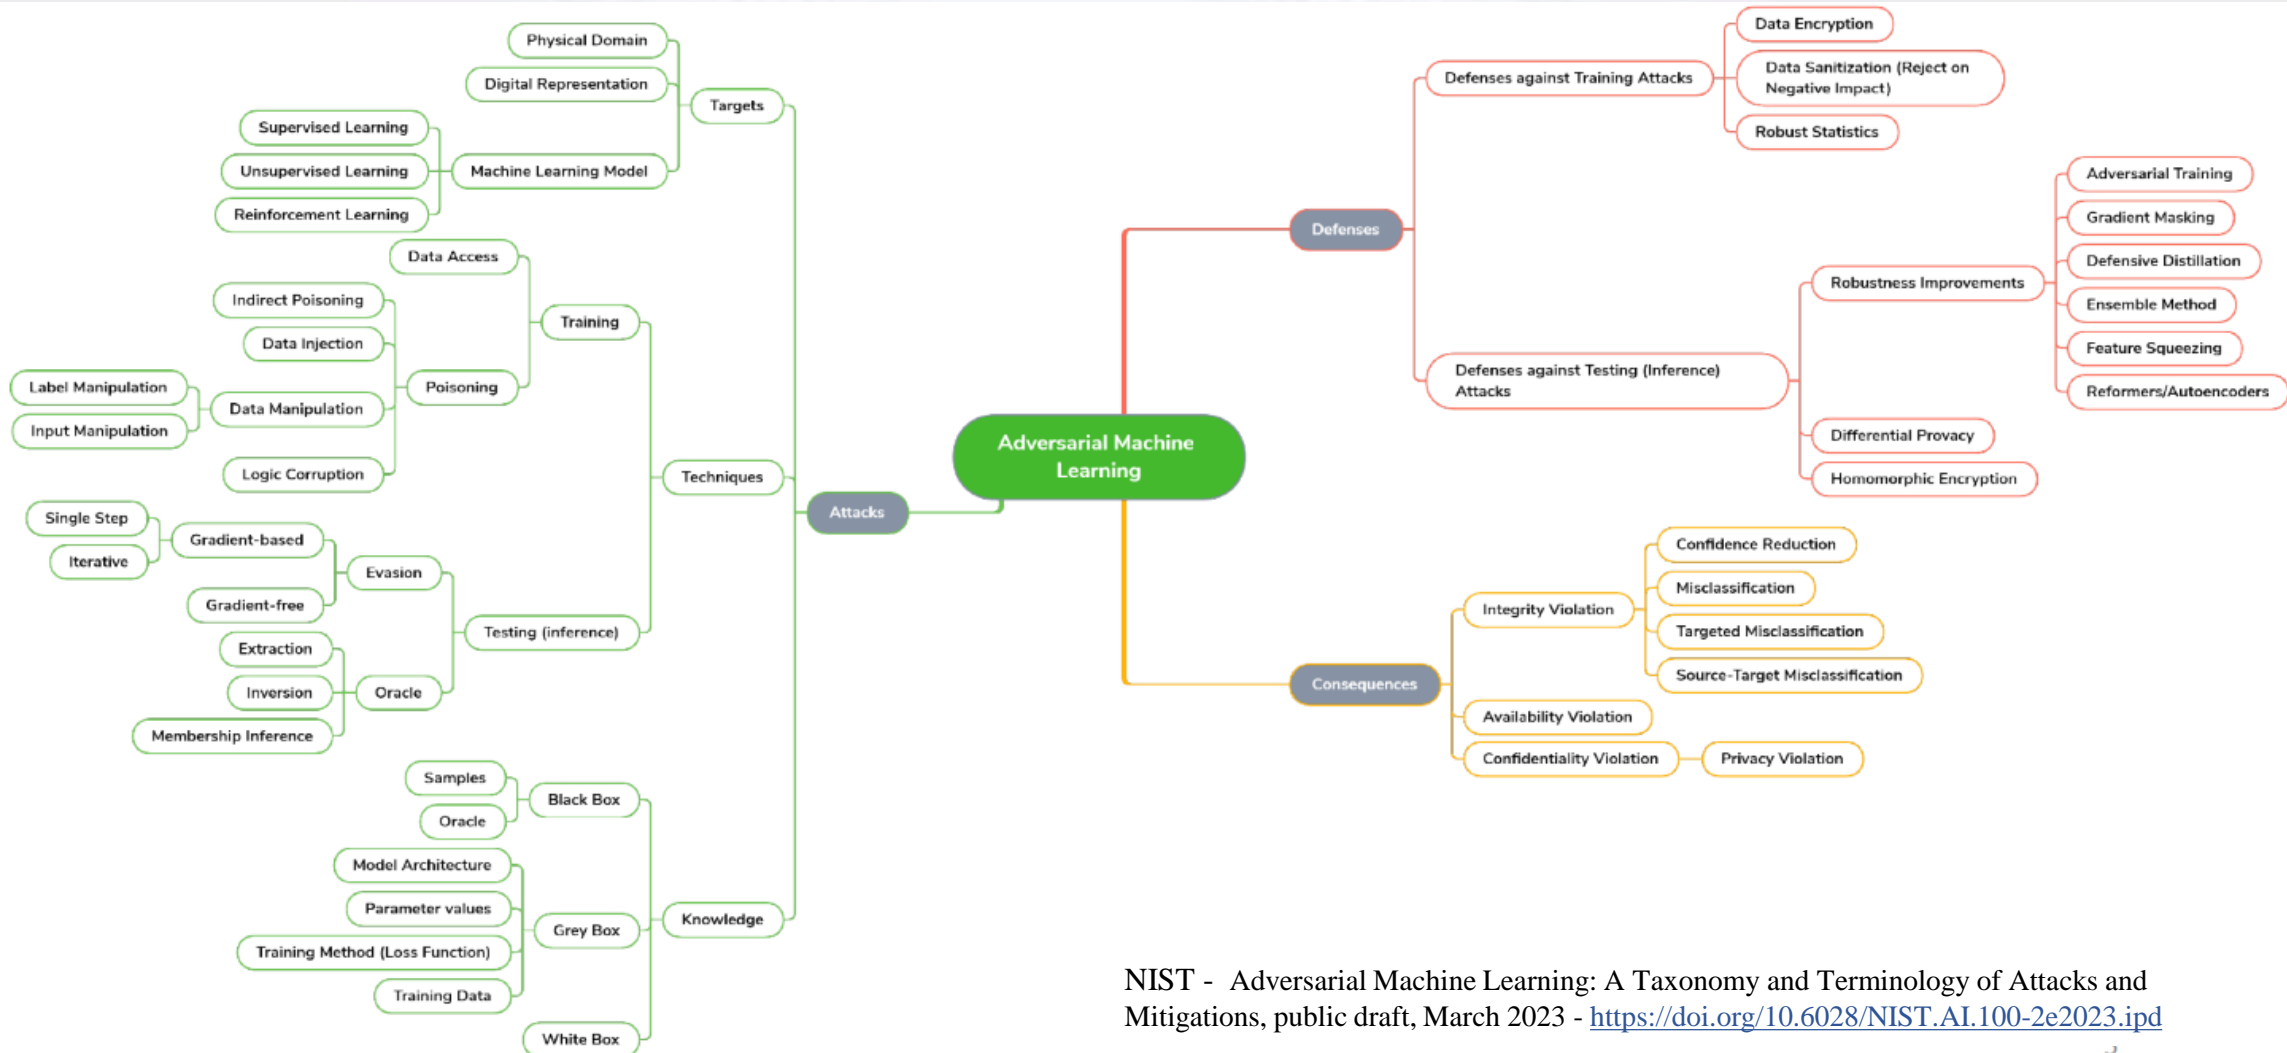 Physical Domain
Digital Representation
Targets
Supervised Learning
Unsupervised Learning
Machine Learning Model
Reinforcement Learning
Data Access
Indirect Poisoning
Training
Data Injection
Label Manipulation
Poisoning
Data Manipulation
Input Manipulation
Logic Corruption
Techniques
Attacks
Single Step
Gradient-based
Iterative
Evasion
Gradient-free
Testing (inference)
Extraction
Inversion
Oracle
Membership Inference
Samples
Black Box
Oracle
Model Architecture
Parameter values
Knowledge
Grey Box
Training Method (Loss Function)
Training Data
White Box
Adversarial Machine
Learning
Data Encryption
Defenses against Training Attacks
Data Sanitization (Reject on
Negative Impact)
Robust Statistics
Adversarial Training
Gradient Masking
Defenses
Defensive Distillation
Robustness Improvements
Ensemble Method
Feature Squeezing
Defenses against Testing (Inference)
Attacks
Reformers/Autoencoders
Differential Provacy
Homomorphic Encryption
Confidence Reduction
Misclassification
Integrity Violation
Targeted Misclassification
Source-Target Misclassification
Consequences
Availability Violation
Confidentiality Violation
Privacy Violation
NIST - Adversarial Machine Learning: A Taxonomy and Terminology of Attacks and
Mitigations, public draft, March 2023 - https://doi.org/10.6028/NIST.AI.100-2e2023.ipd